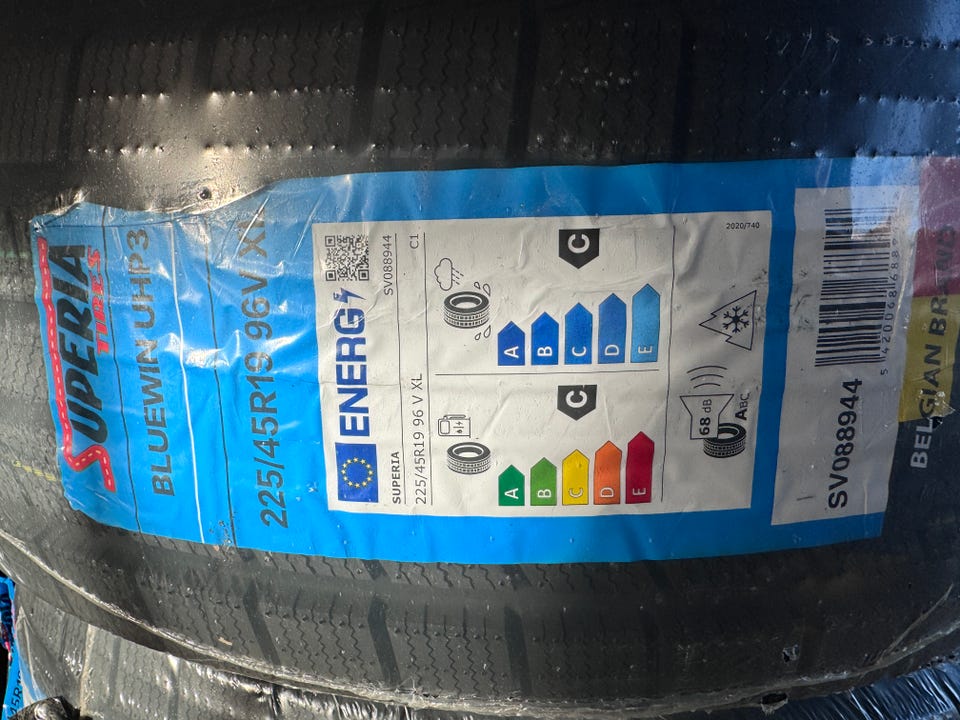 SUPERIA
TIRES
BLUEWIN UHP3
225/45R19 96V XL
ENERG
SV088944
SUPERIA
C1
225/45R19 96 V XL
A
B
C
D
E
C
A
B
C
D
E
C
68 dB
ABC
2020/740
SV088944
BELGIAN BRAND